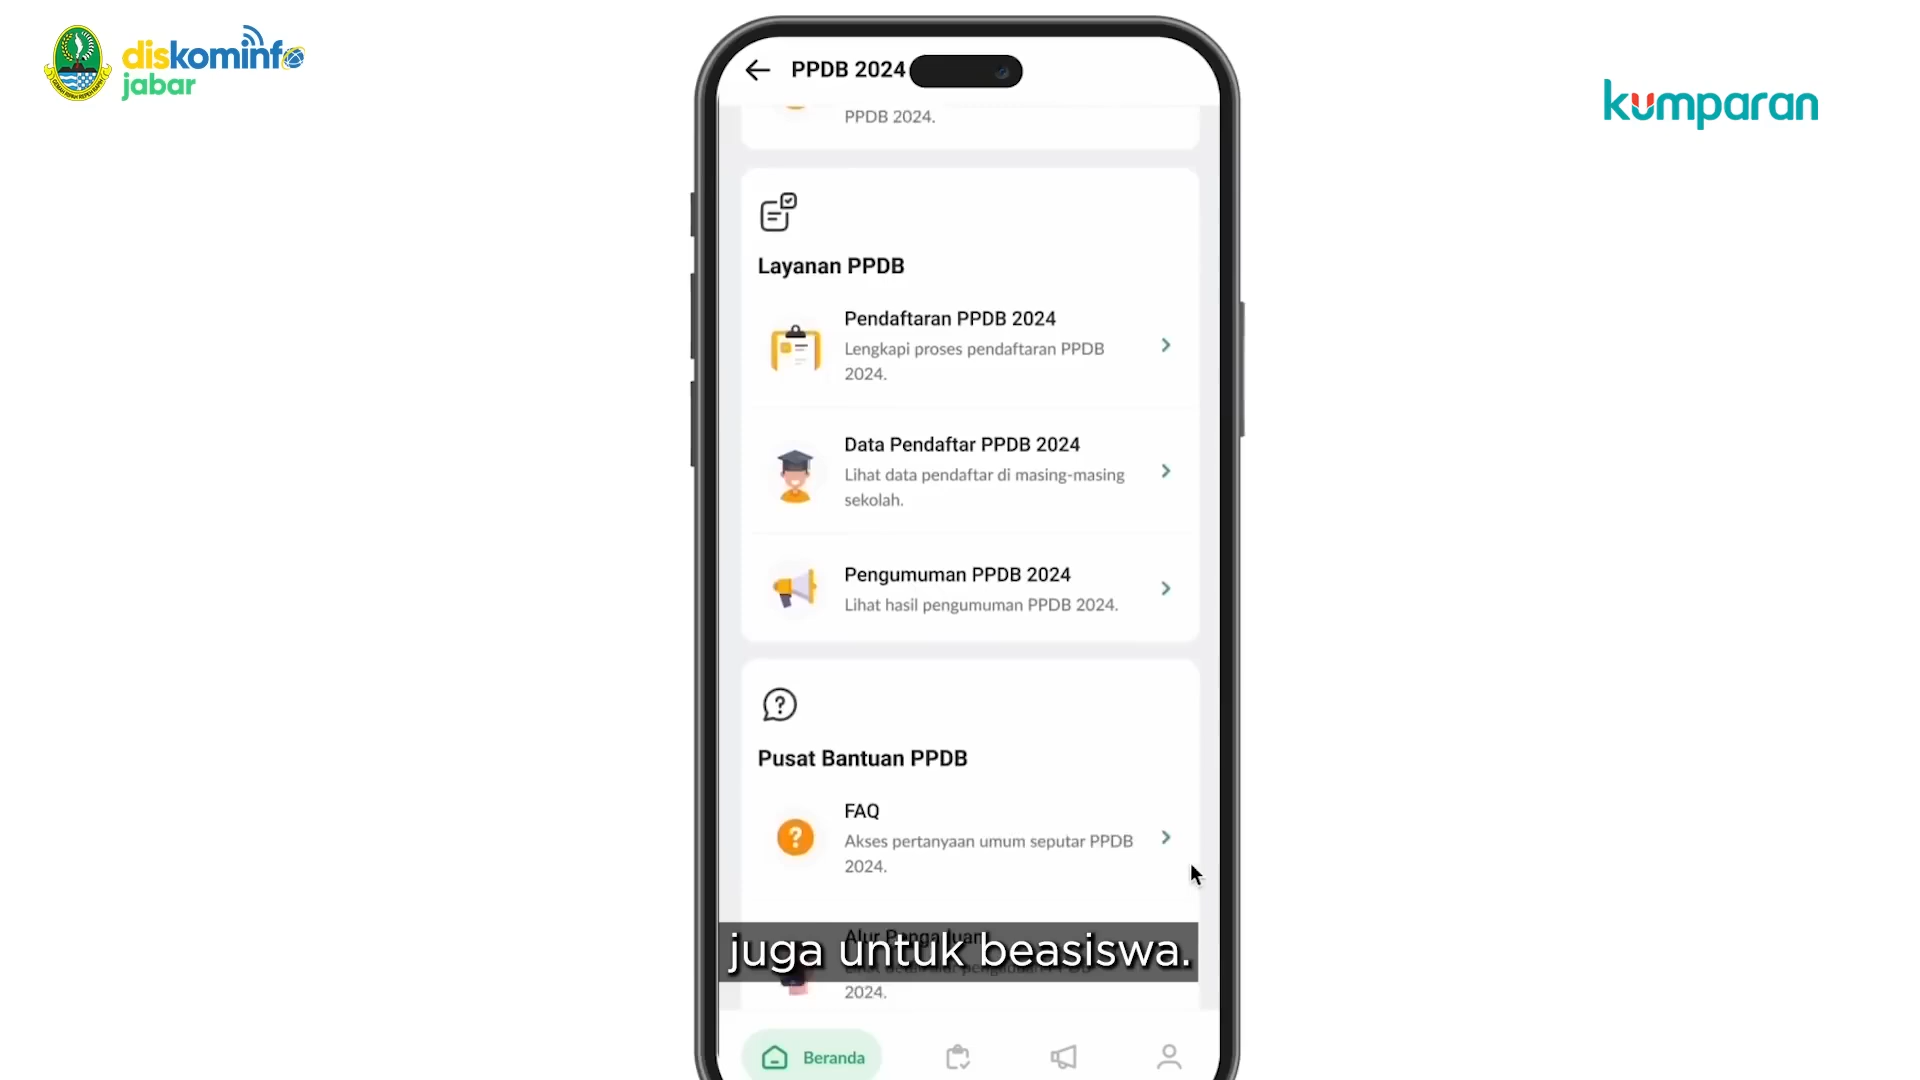 diskominfo
jabar
kumparan
PPDB 2024
PPDB 2024.
Layanan PPDB
Pendaftaran PPDB 2024
Lengkapi proses pendaftaran PPDB
2024.
Data Pendaftar PPDB 2024
Lihat data pendaftar di masing-masing
sekolah.
Pengumuman PPDB 2024
Lihat hasil pengumuman PPDB 2024.
Pusat Bantuan PPDB
FAQ
Akses pertanyaan umum seputar PPDB
2024.
juga untuk beasiswa.
2024.
Beranda